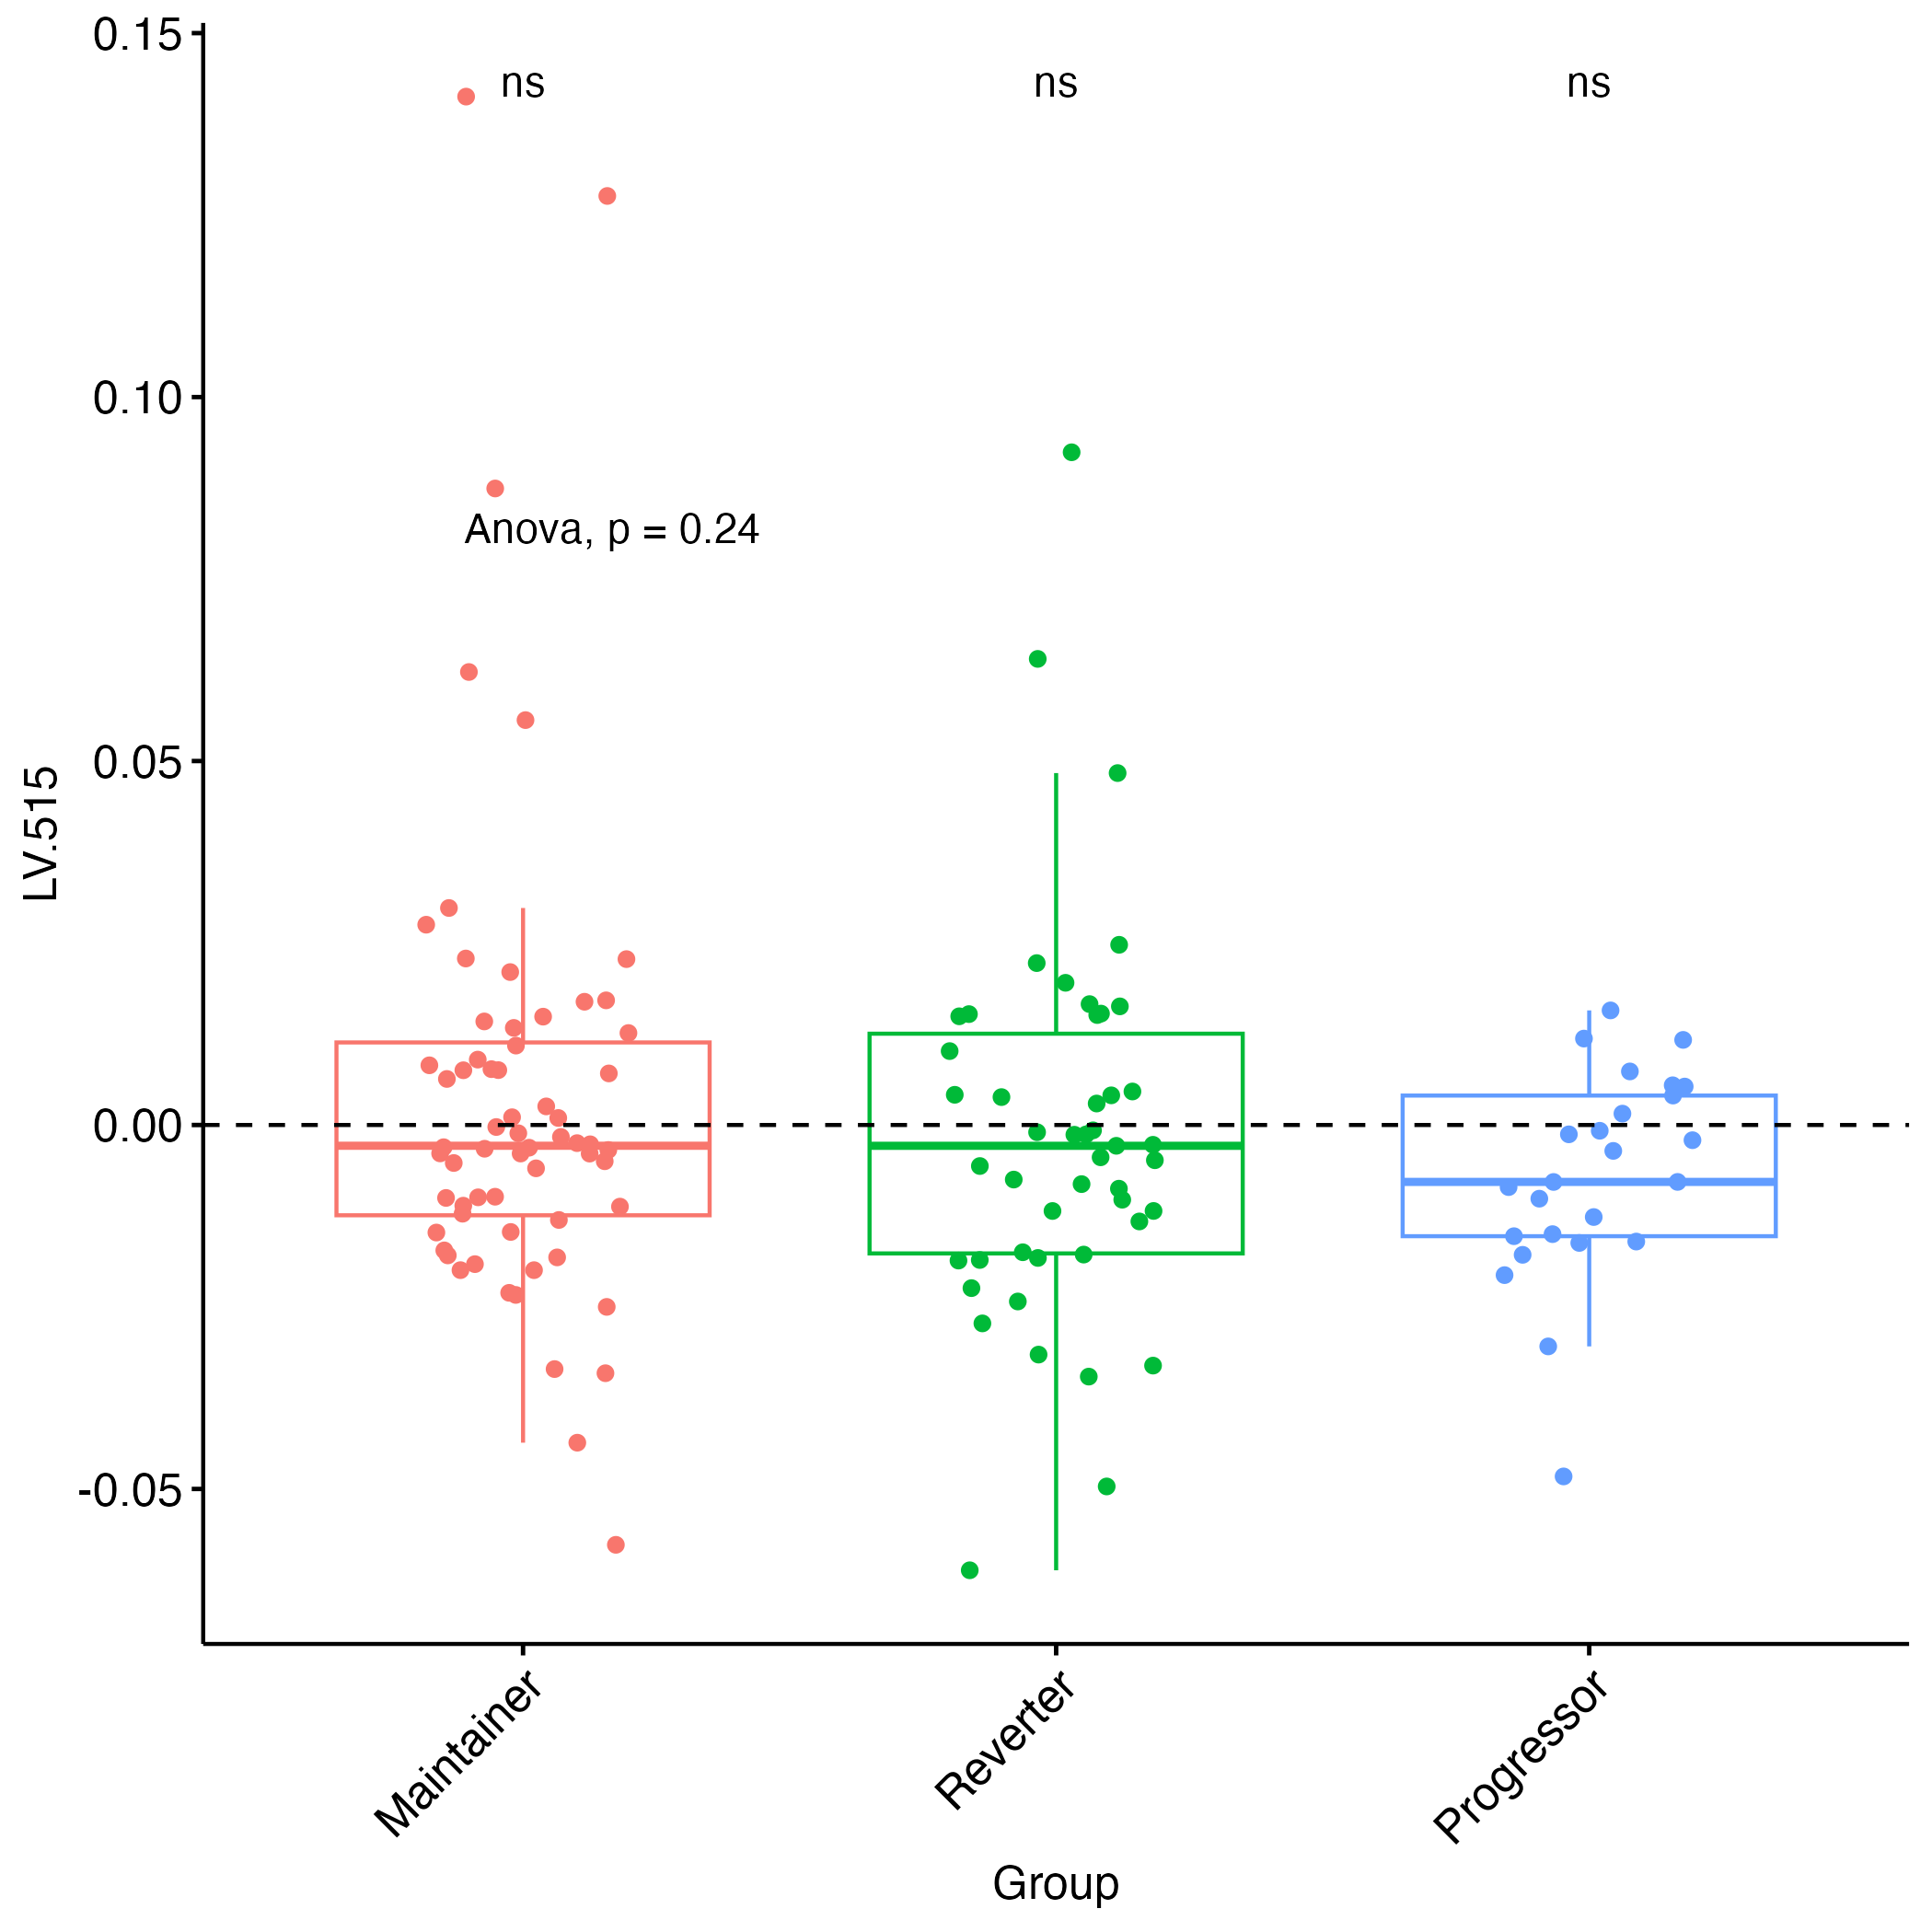 0.15
ns ns ns
0.10
Anova, p = 0.24
0.05
LV.515
0.00
-0.05
Maintainer
Reverter
Progressor
Group